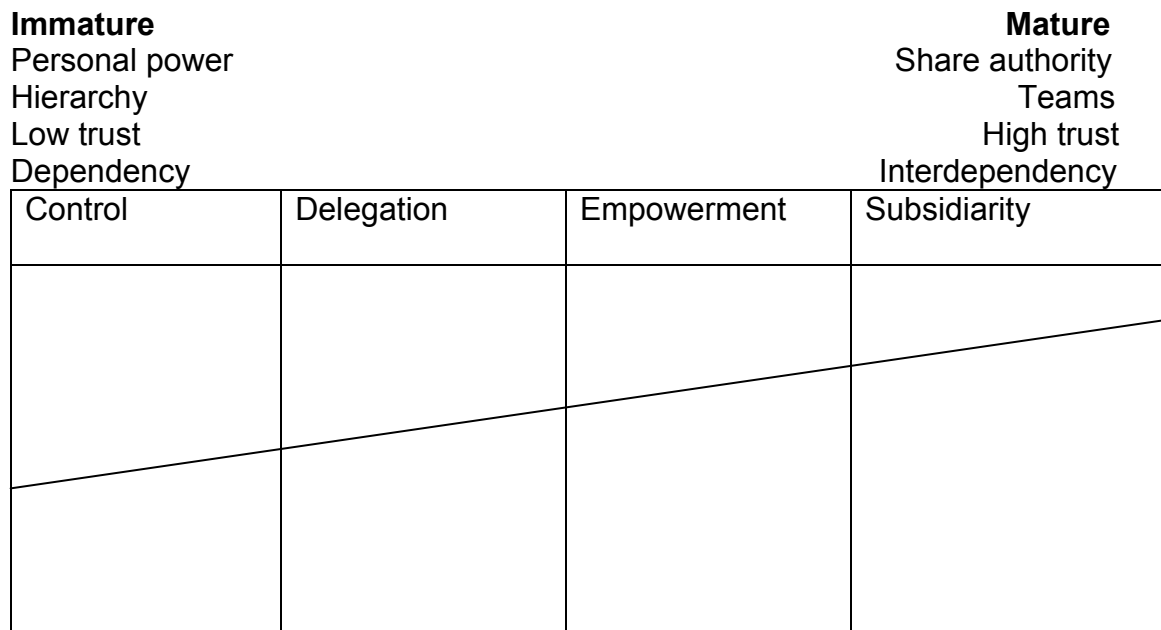 Immature Mature
Personal power Share authority
Hierarchy Teams
Low trust High trust
Dependency Interdependency
Control Delegation Empowerment Subsidiarity